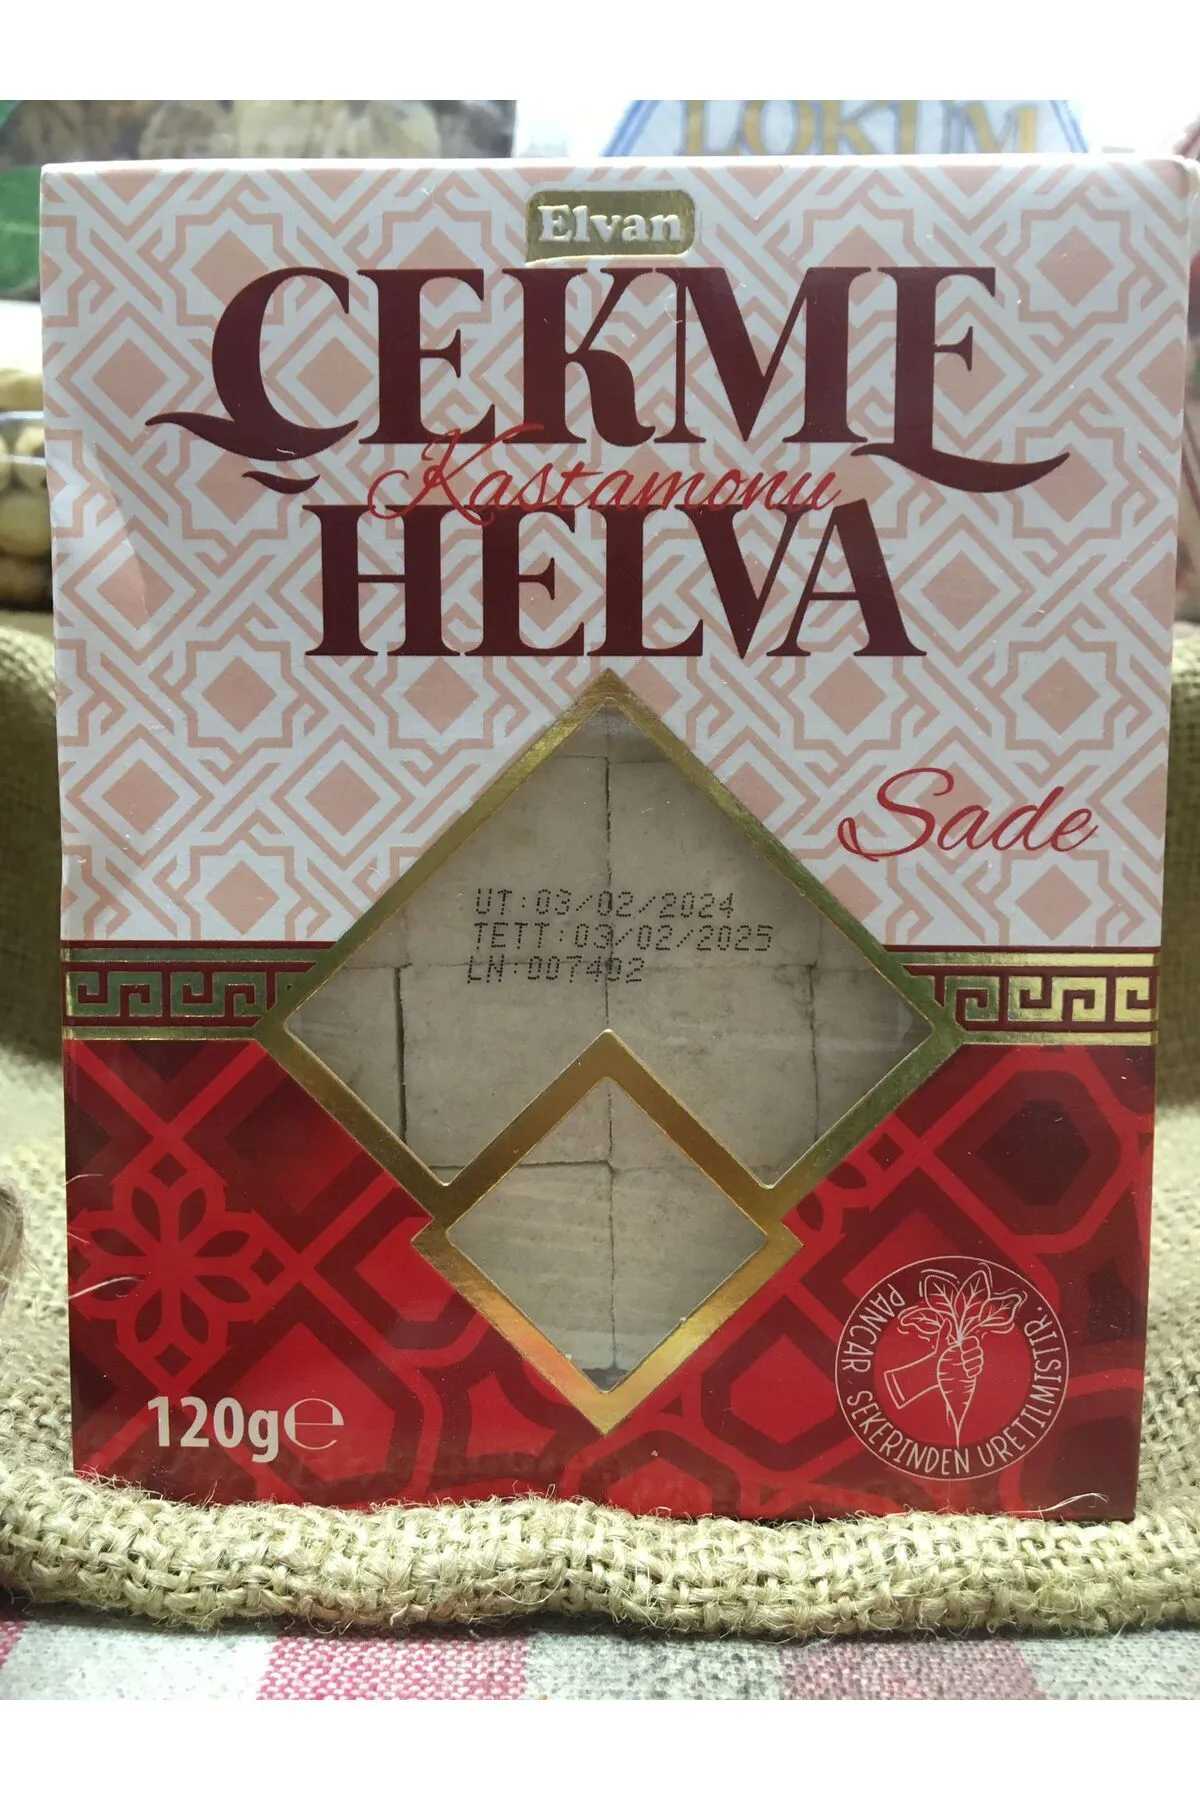 LOKUM
Elvan
ÇEKME
Kastamonu
HELVA
Sade
UT:03/02/2024
TETT:03/02/2025
LN:007402
120g℮
PANCAR ŞEKERİNDEN ÜRETİLMİŞTİR.